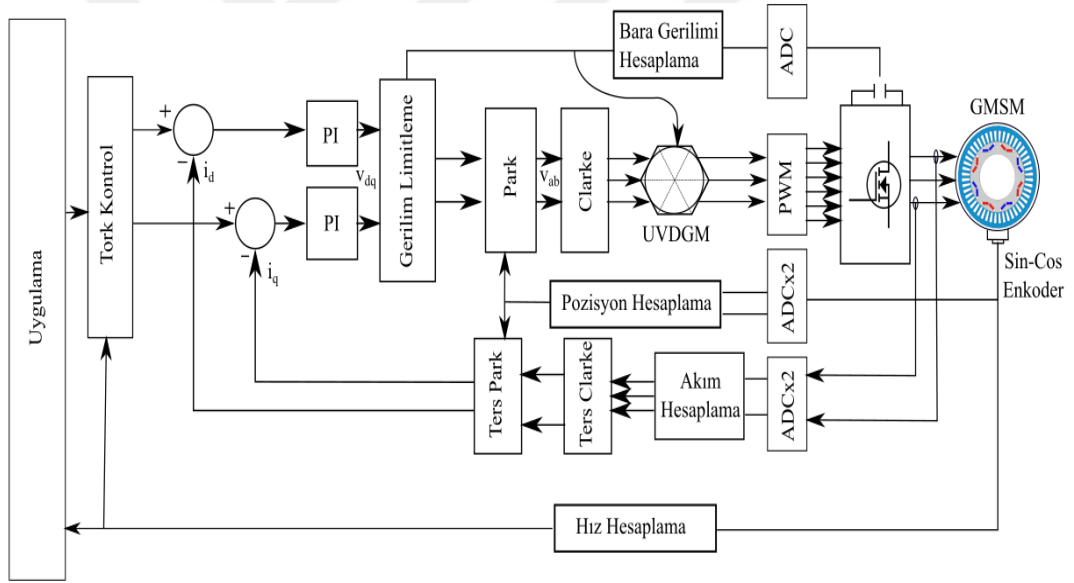 Uygulama
Tork Kontrol
+
-
i_d
+
-
i_q
PI
PI
v_dq
Gerilim Limitleme
Bara Gerilimi
Hesaplama
ADC
Park
v_ab
Clarke
UVDGM
PWM
GMSM
Sin-Cos
Enkoder
Pozisyon Hesaplama
ADCx2
Ters Park
Ters Clarke
Akım
Hesaplama
ADCx2
Hız Hesaplama